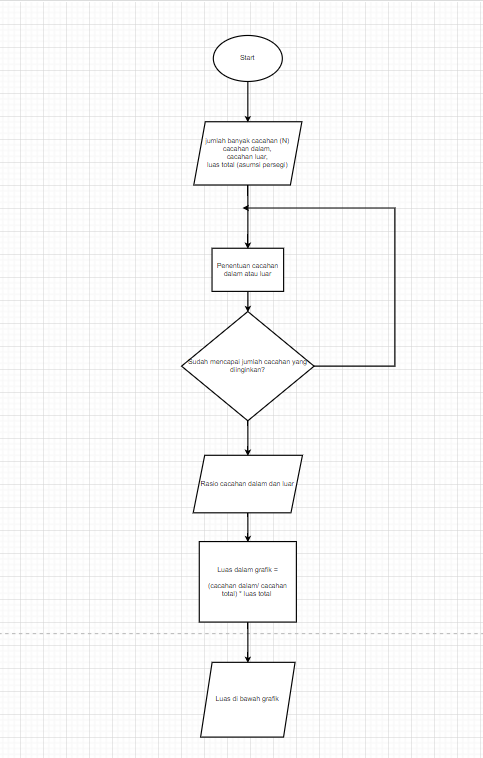 Start
jumlah banyak cacahan (N)
cacahan dalam,
cacahan luar,
luas total (asumsi persegi)
Penentuan cacahan
dalam atau luar
Sudah mencapai jumlah cacahan yang
diinginkan?
Rasio cacahan dalam dan luar
Luas dalam grafik =
(cacahan dalam/ cacahan
total) * luas total
Luas di bawah grafik